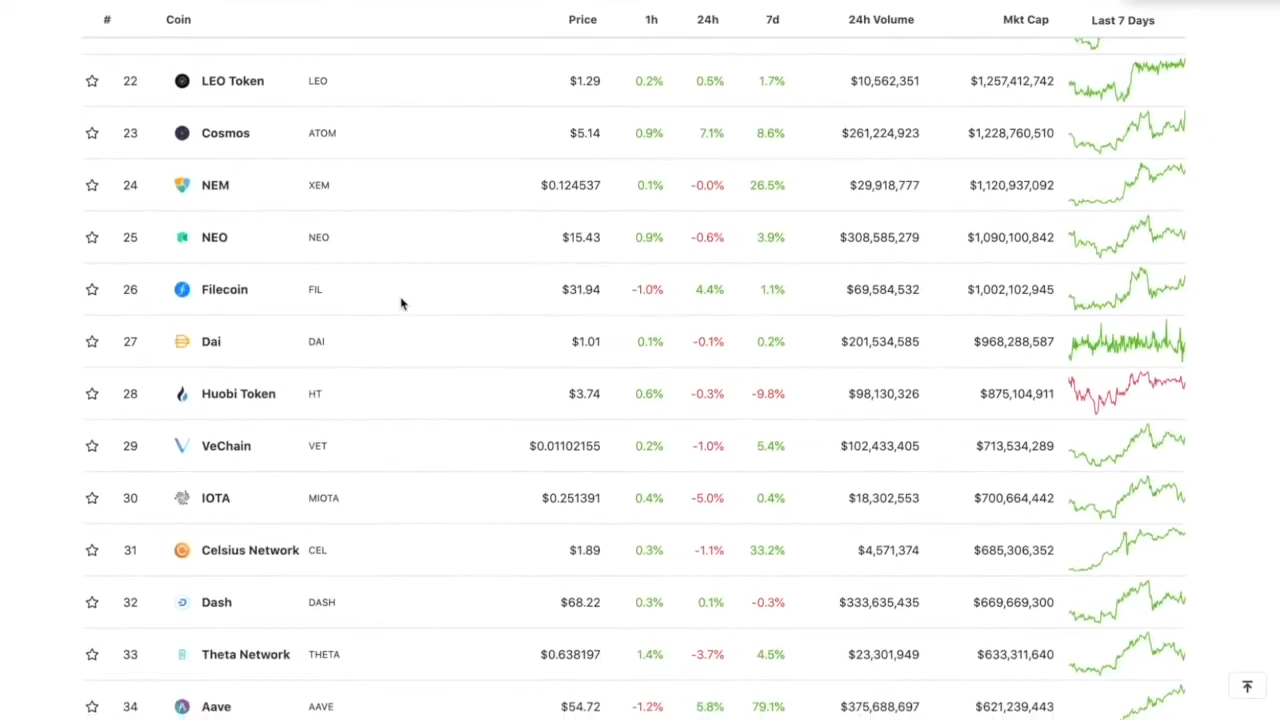 # Coin Price 1h 24h 7d 24h Volume Mkt Cap Last 7 Days
22 LEO Token LEO $1.29 0.2% 0.5% 1.7% $10,562,351 $1,257,412,742
23 Cosmos ATOM $5.14 0.9% 7.1% 8.6% $261,224,923 $1,228,760,510
24 NEM XEM $0.124537 0.1% -0.0% 26.5% $29,918,777 $1,120,937,092
25 NEO NEO $15.43 0.9% -0.6% 3.9% $308,585,279 $1,090,100,842
26 Filecoin FIL $31.94 -1.0% 4.4% 1.1% $69,584,532 $1,002,102,945
27 Dai DAI $1.01 0.1% -0.1% 0.2% $201,534,585 $968,288,587
28 Huobi Token HT $3.74 0.6% -0.3% -9.8% $98,130,326 $875,104,911
29 VeChain VET $0.01102155 0.2% -1.0% 5.4% $102,433,405 $713,534,289
30 IOTA MIOTA $0.251391 0.4% -5.0% 0.4% $18,302,553 $700,664,442
31 Celsius Network CEL $1.89 0.3% -1.1% 33.2% $4,571,374 $685,306,352
32 Dash DASH $68.22 0.3% 0.1% -0.3% $333,635,435 $669,669,300
33 Theta Network THETA $0.638197 1.4% -3.7% 4.5% $23,301,949 $633,311,640
34 Aave AAVE $54.72 -1.2% 5.8% 79.1% $375,688,697 $621,239,443